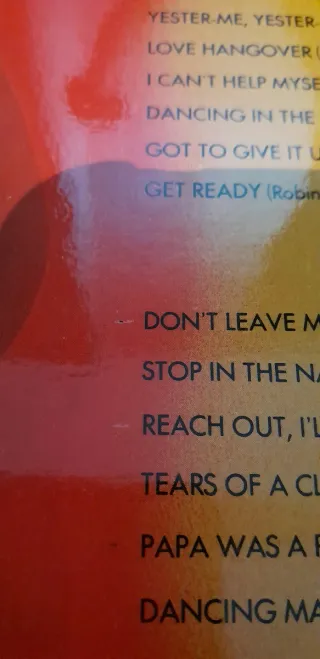 YESTER-ME, YESTER-
LOVE HANGOVER (
I CAN'T HELP MYSE
DANCING IN THE
GOT TO GIVE IT U
GET READY (Robin
DON'T LEAVE M
STOP IN THE NA
REACH OUT, I'L
TEARS OF A CL
PAPA WAS A R
DANCING MA